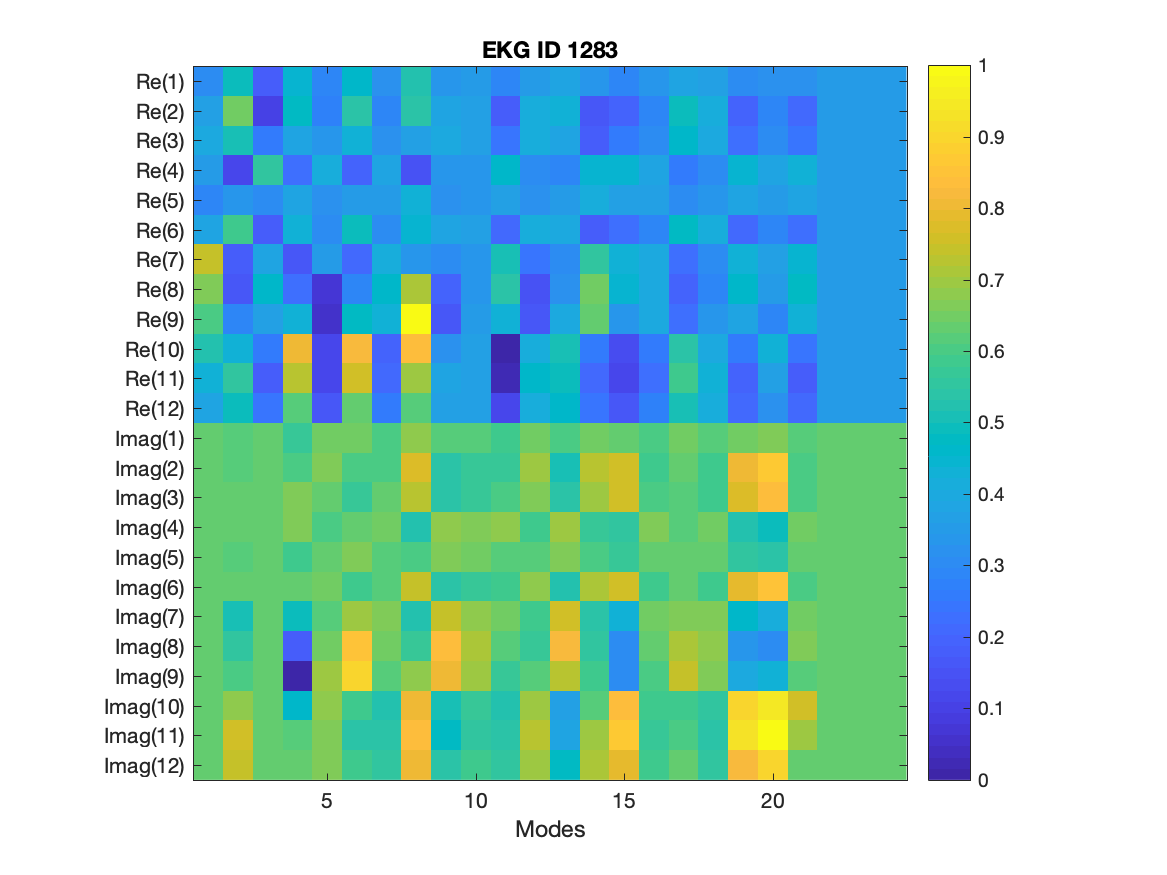 EKG ID 1283
Re(1)
Re(2)
Re(3)
Re(4)
Re(5)
Re(6)
Re(7)
Re(8)
Re(9)
Re(10)
Re(11)
Re(12)
Imag(1)
Imag(2)
Imag(3)
Imag(4)
Imag(5)
Imag(6)
Imag(7)
Imag(8)
Imag(9)
Imag(10)
Imag(11)
Imag(12)
5 10 15 20
Modes
1
0.9
0.8
0.7
0.6
0.5
0.4
0.3
0.2
0.1
0